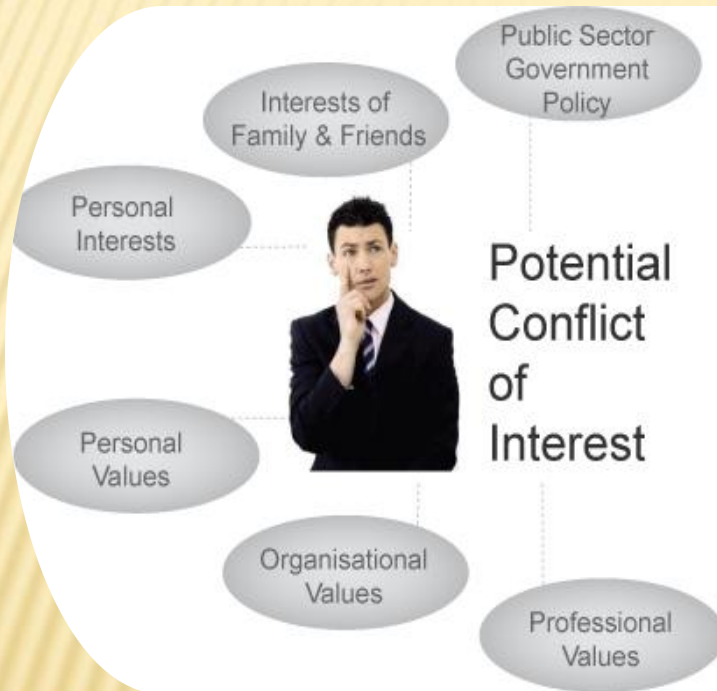 Public Sector
Government
Policy
Interests of
Family & Friends
Personal
Interests
Potential
Conflict
of
Interest
Personal
Values
Organisational
Values
Professional
Values